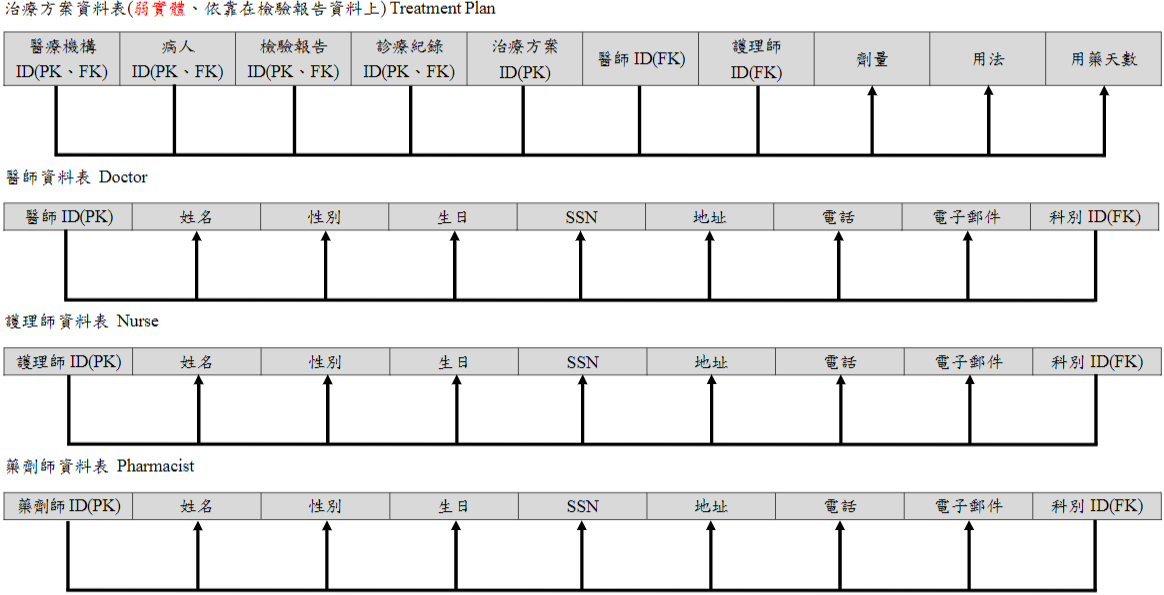 治療方案資料表(弱實體、依靠在檢驗報告資料上) Treatment Plan
醫療機構 ID(PK、FK) 病人 ID(PK、FK) 檢驗報告 ID(PK、FK) 診療紀錄 ID(PK、FK) 治療方案 ID(PK) 醫師 ID(FK) 護理師 ID(FK) 劑量 用法 用藥天數
醫師資料表 Doctor
醫師 ID(PK) 姓名 性別 生日 SSN 地址 電話 電子郵件 科別 ID(FK)
護理師資料表 Nurse
護理師 ID(PK) 姓名 性別 生日 SSN 地址 電話 電子郵件 科別 ID(FK)
藥劑師資料表 Pharmacist
藥劑師 ID(PK) 姓名 性別 生日 SSN 地址 電話 電子郵件 科別 ID(FK)